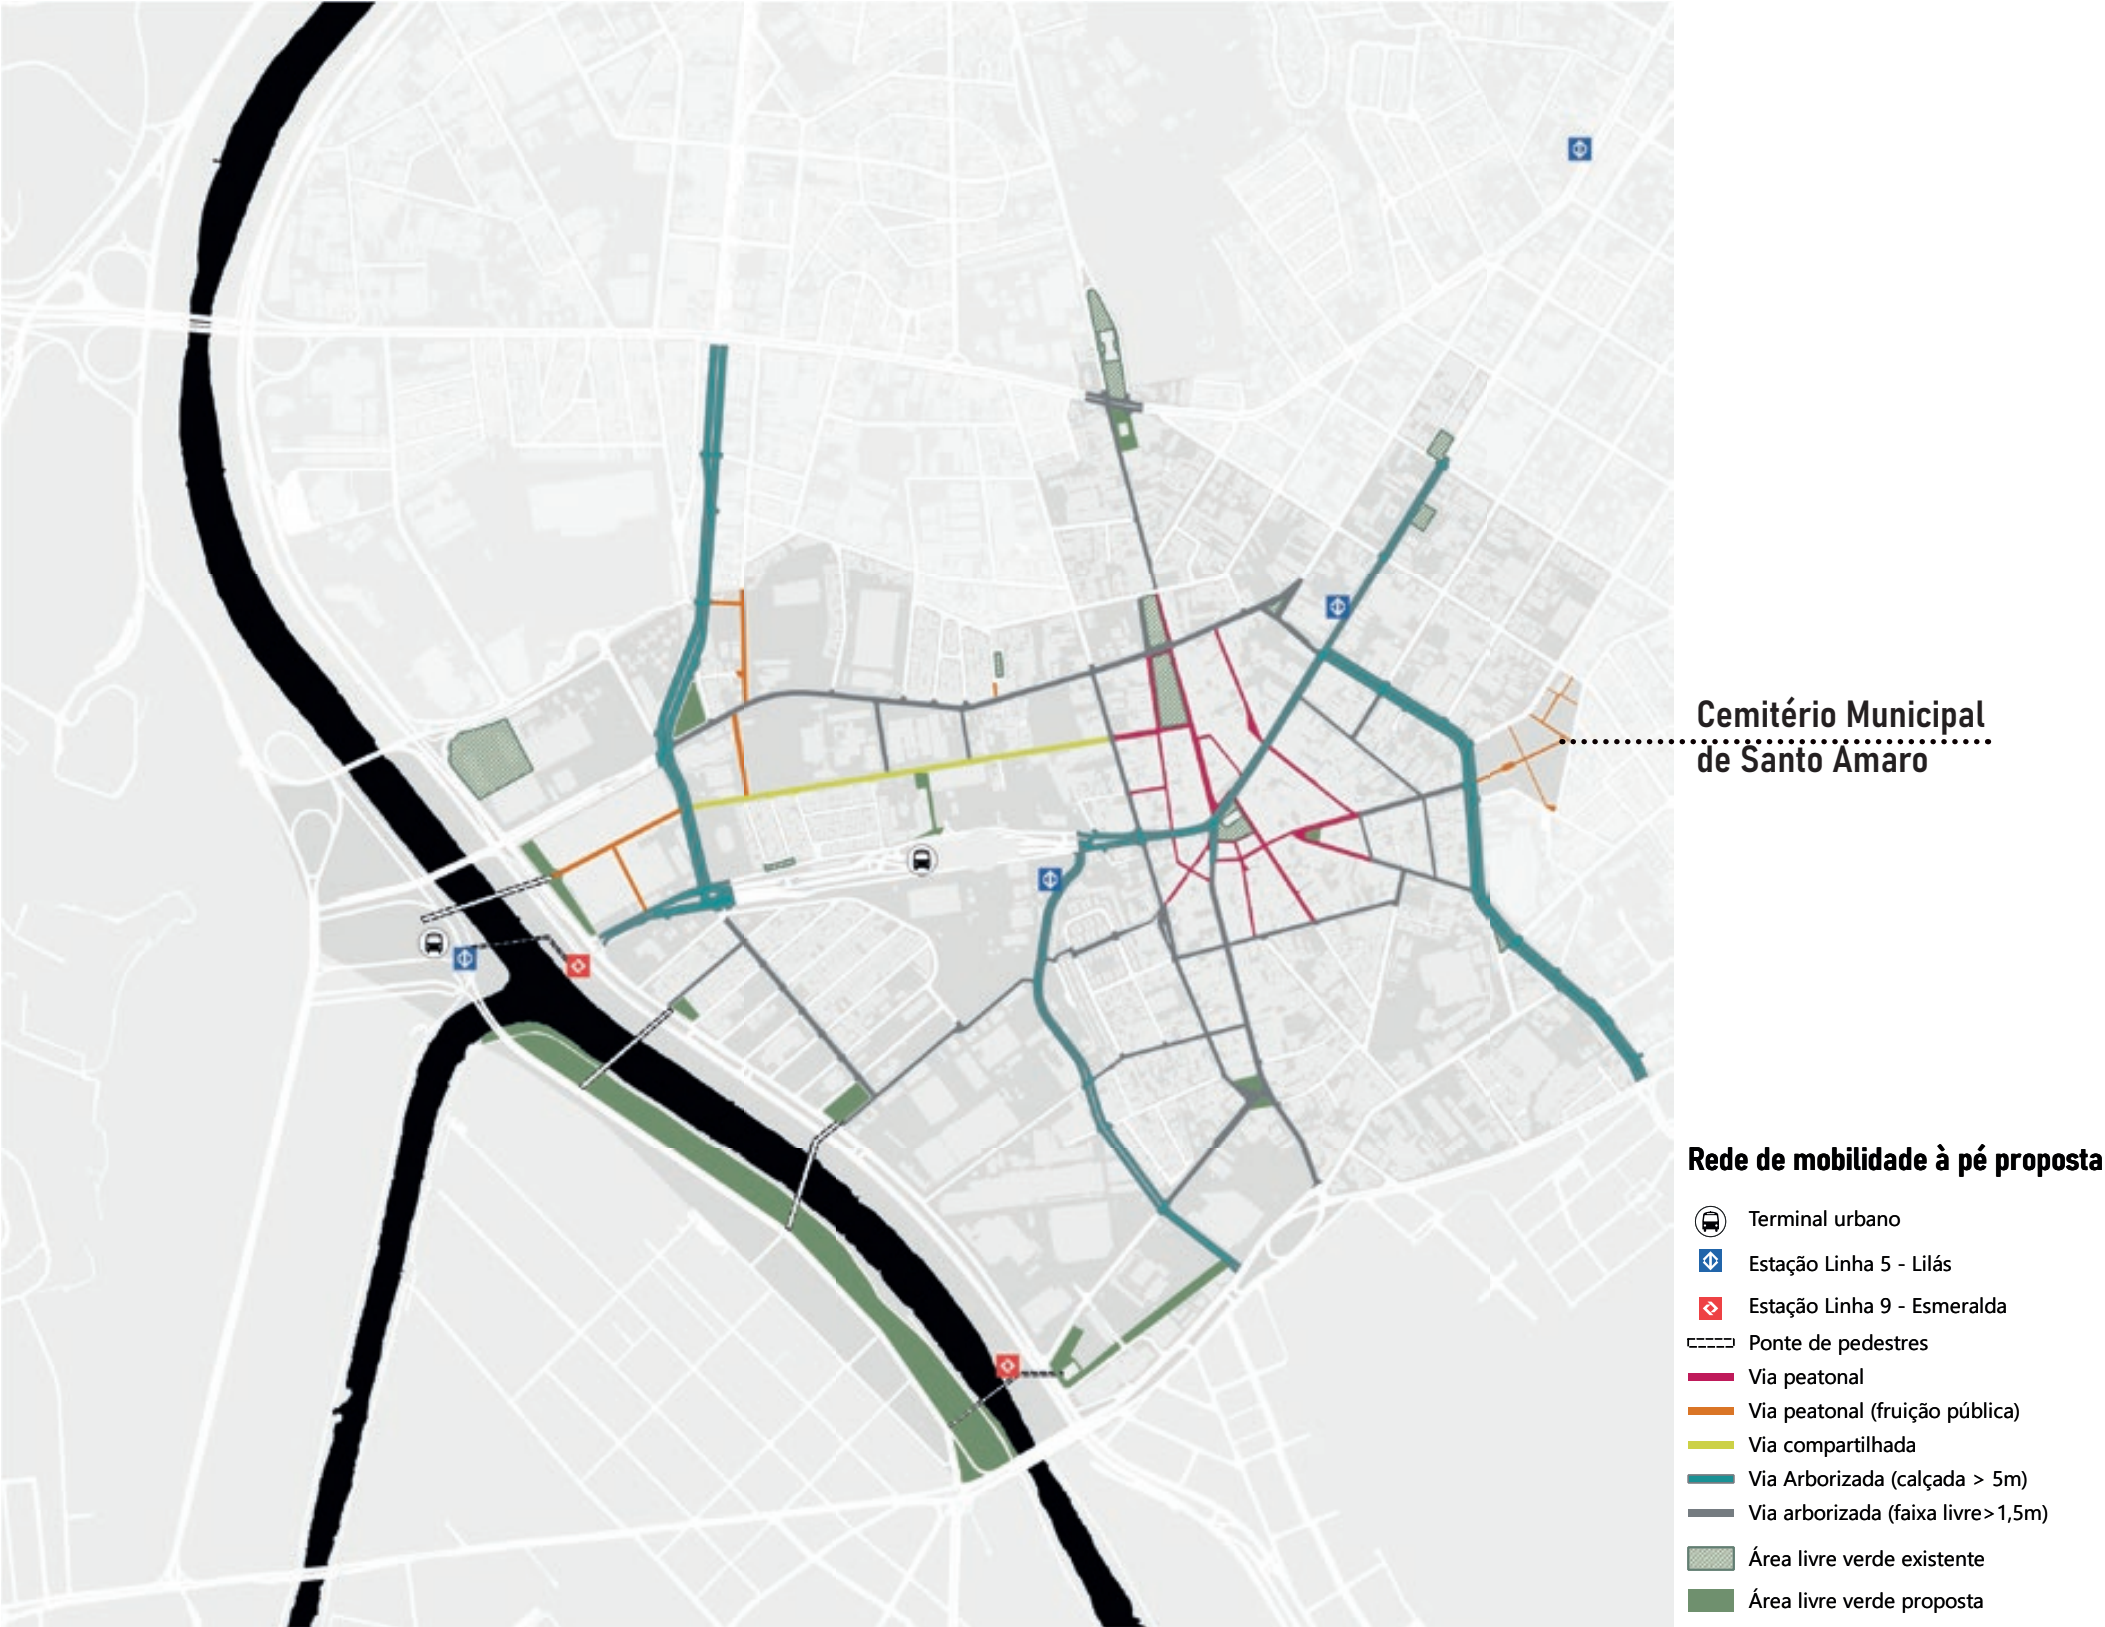 Cemitério Municipal
de Santo Amaro
Rede de mobilidade à pé proposta
Terminal urbano
Estação Linha 5 - Lilás
Estação Linha 9 - Esmeralda
Ponte de pedestres
Via peatonal
Via peatonal (fruição pública)
Via compartilhada
Via Arborizada (calçada > 5m)
Via arborizada (faixa livre>1,5m)
Área livre verde existente
Área livre verde proposta